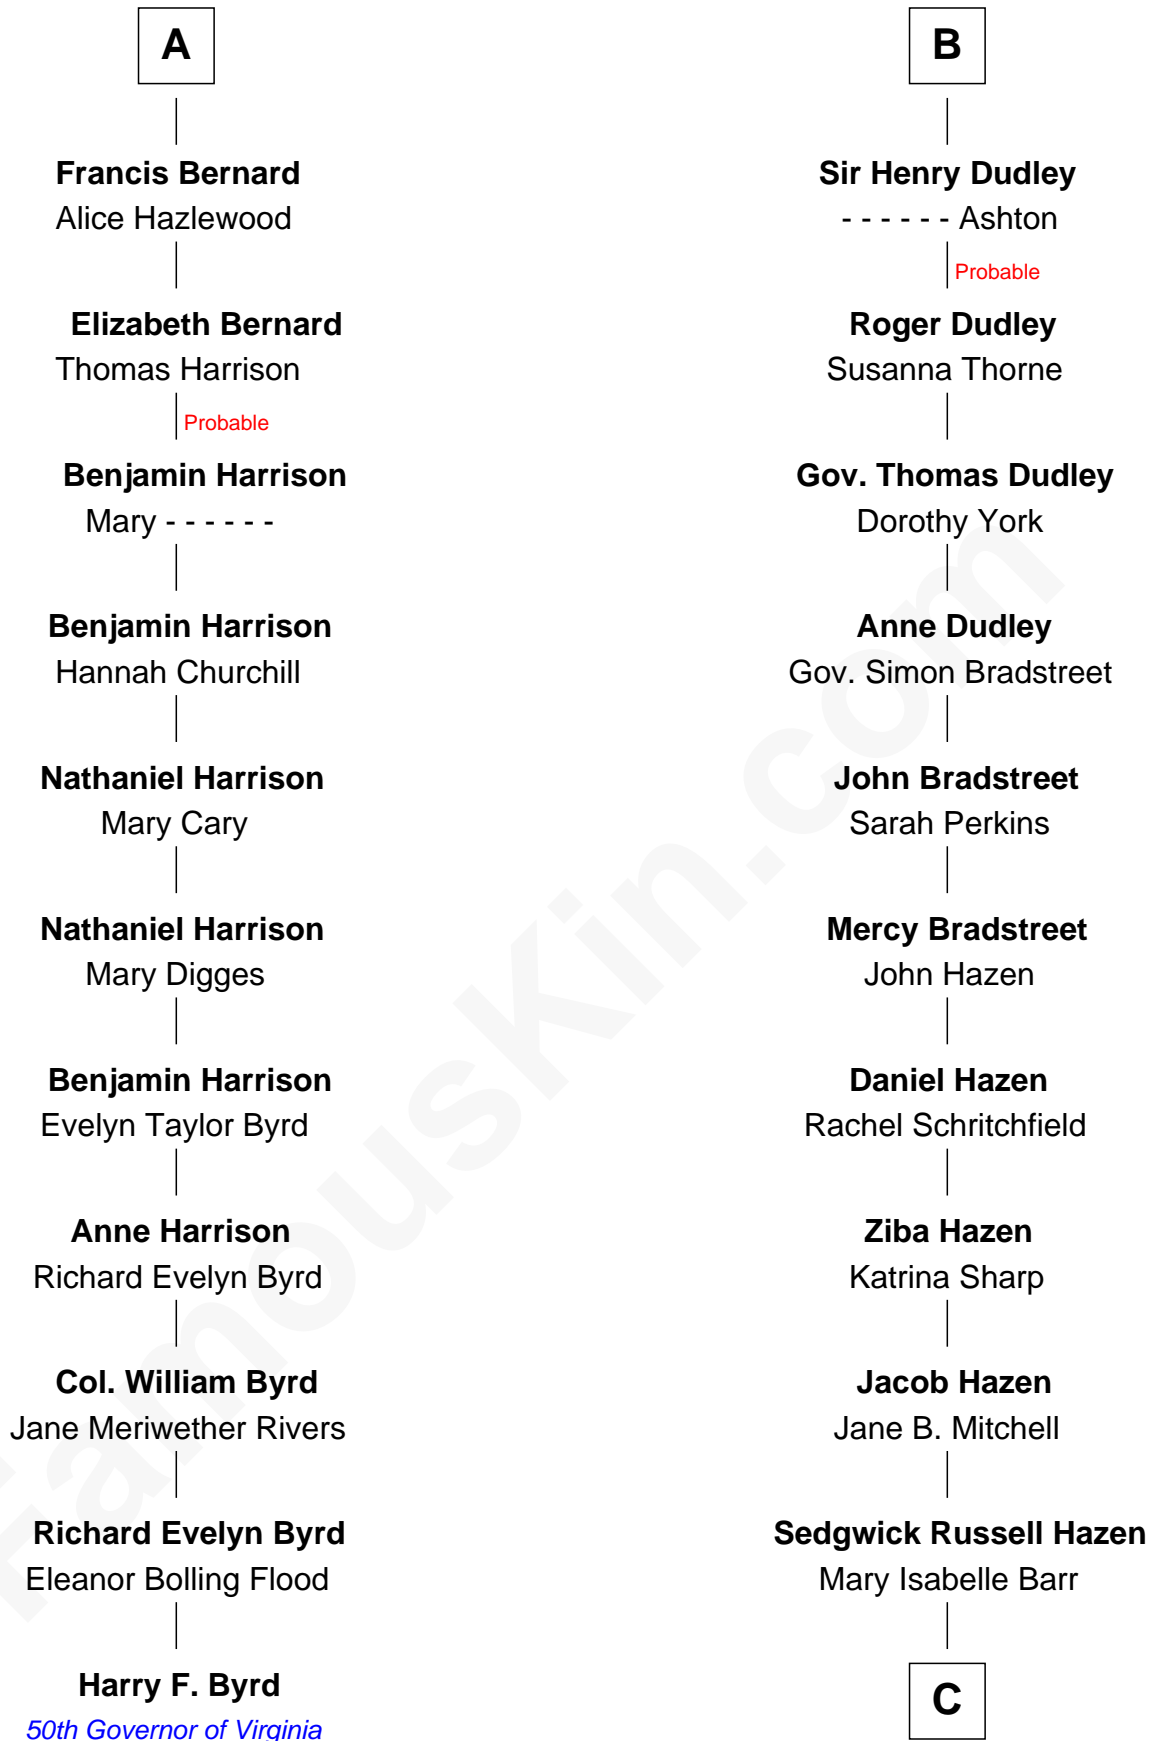 A
Francis Bernard
Alice Hazlewood
Elizabeth Bernard
Thomas Harrison
Probable
Benjamin Harrison
Mary - - - - - -
Benjamin Harrison
Hannah Churchill
Nathaniel Harrison
Mary Cary
Nathaniel Harrison
Mary Digges
Benjamin Harrison
Evelyn Taylor Byrd
Anne Harrison
Richard Evelyn Byrd
Col. William Byrd
Jane Meriwether Rivers
Richard Evelyn Byrd
Eleanor Bolling Flood
Harry F. Byrd
50th Governor of Virginia
B
Sir Henry Dudley
- - - - - - Ashton
Probable
Roger Dudley
Susanna Thorne
Gov. Thomas Dudley
Dorothy York
Anne Dudley
Gov. Simon Bradstreet
John Bradstreet
Sarah Perkins
Mercy Bradstreet
John Hazen
Daniel Hazen
Rachel Schritchfield
Ziba Hazen
Katrina Sharp
Jacob Hazen
Jane B. Mitchell
Sedgwick Russell Hazen
Mary Isabelle Barr
C
FamousKin.com